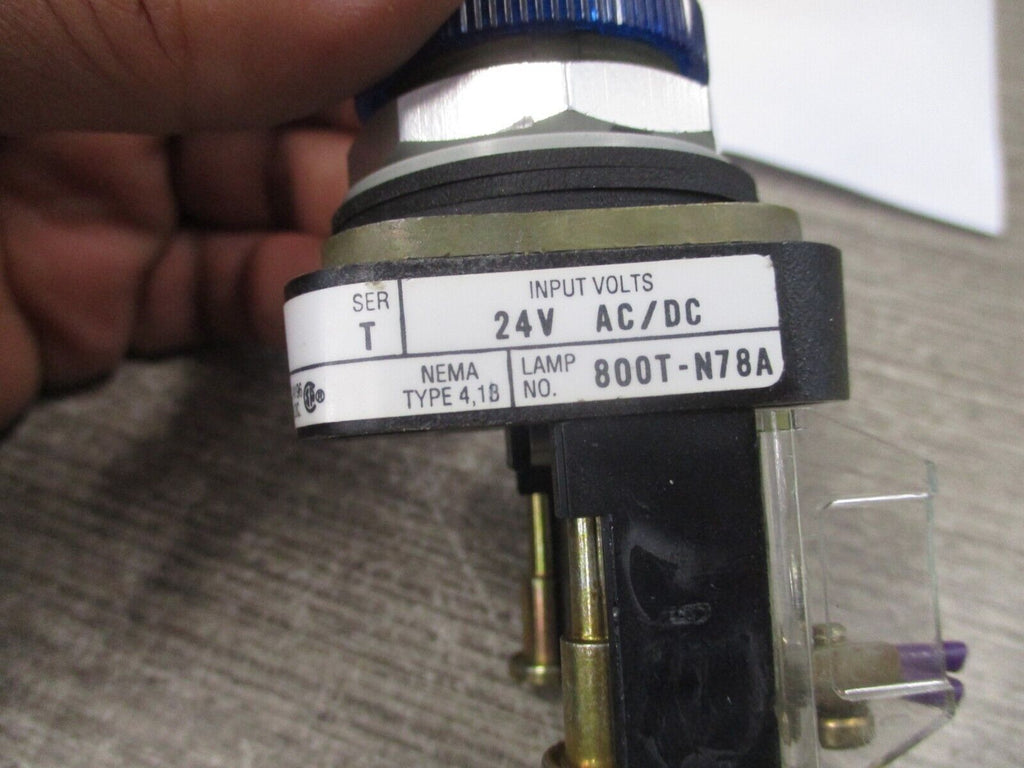 SER
T
INPUT VOLTS
24V AC/DC
NEMA
TYPE 4,13
LAMP
NO.
800T-N78A